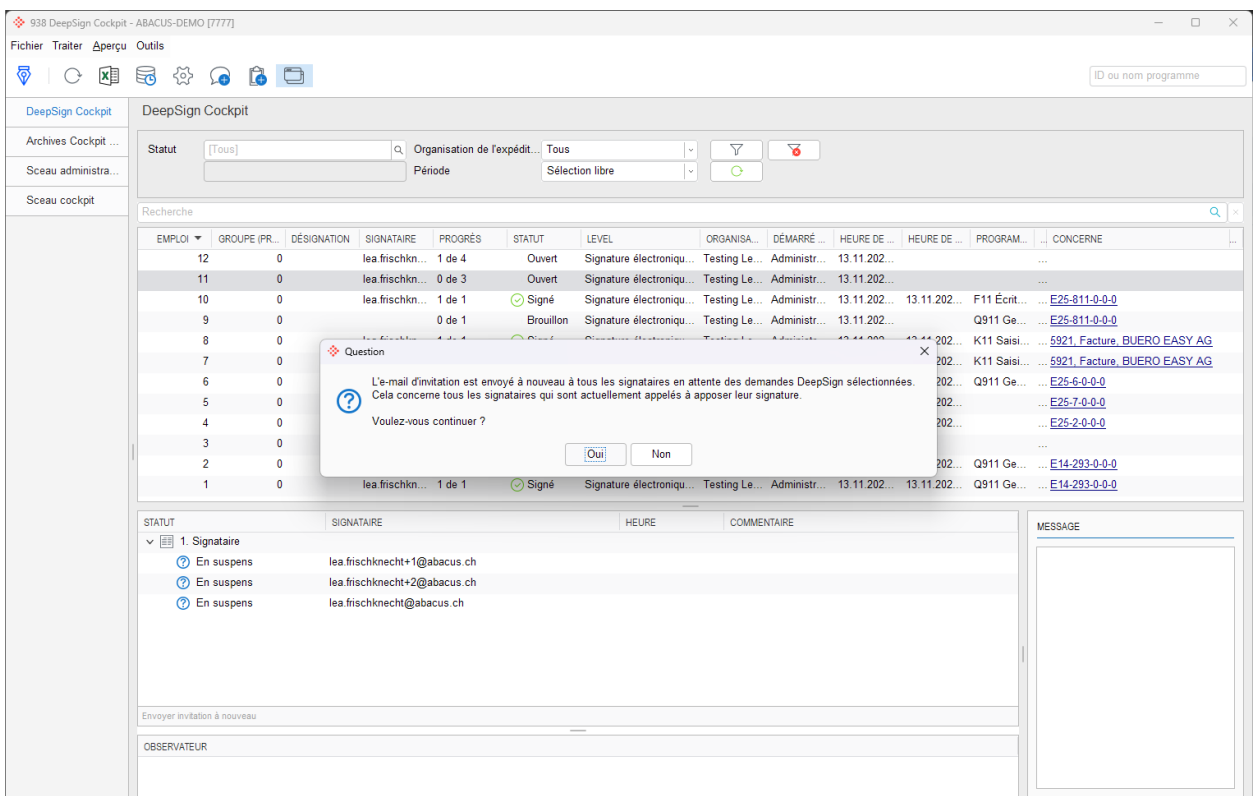 938 DeepSign Cockpit - ABACUS-DEMO [7777]
Fichier Traiter Aperçu Outils
ID ou nom programme
DeepSign Cockpit
Archives Cockpit ...
Sceau administra...
Sceau cockpit
DeepSign Cockpit
Statut [Tous] Organisation de l'expédit... Tous
Période Sélection libre
Recherche
EMPLOI GROUPE (PR... DÉSIGNATION SIGNATAIRE PROGRÈS STATUT LEVEL ORGANISA... DÉMARRÉ ... HEURE DE ... HEURE DE ... PROGRAM... ... CONCERNE ...
12 0 lea.frischkn... 1 de 4 Ouvert Signature électroniqu... Testing Le... Administr... 13.11.202... ...
11 0 lea.frischkn... 0 de 3 Ouvert Signature électroniqu... Testing Le... Administr... 13.11.202... ...
10 0 lea.frischkn... 1 de 1 Signé Signature électroniqu... Testing Le... Administr... 13.11.202... 13.11.202... F11 Écrit... ... E25-811-0-0-0
9 0 0 de 1 Brouillon Signature électroniqu... Testing Le... Administr... 13.11.202... Q911 Ge... ... E25-811-0-0-0
8 0 202... K11 Saisi... ... 5921, Facture, BUERO EASY AG
7 0 202... K11 Saisi... ... 5921, Facture, BUERO EASY AG
6 0 202... Q911 Ge... ... E25-6-0-0-0
5 0 202... ... E25-7-0-0-0
4 0 202... ... E25-2-0-0-0
3 0 ...
2 0 202... Q911 Ge... ... E14-293-0-0-0
1 0 lea.frischkn... 1 de 1 Signé Signature électroniqu... Testing Le... Administr... 13.11.202... 13.11.202... Q911 Ge... ... E14-293-0-0-0
Question
L'e-mail d'invitation est envoyé à nouveau à tous les signataires en attente des demandes DeepSign sélectionnées.
Cela concerne tous les signataires qui sont actuellement appelés à apposer leur signature.
Voulez-vous continuer ?
Oui Non
STATUT SIGNATAIRE HEURE COMMENTAIRE
1. Signataire
En suspens lea.frischknecht+1@abacus.ch
En suspens lea.frischknecht+2@abacus.ch
En suspens lea.frischknecht@abacus.ch
Envoyer invitation à nouveau
OBSERVATEUR
MESSAGE